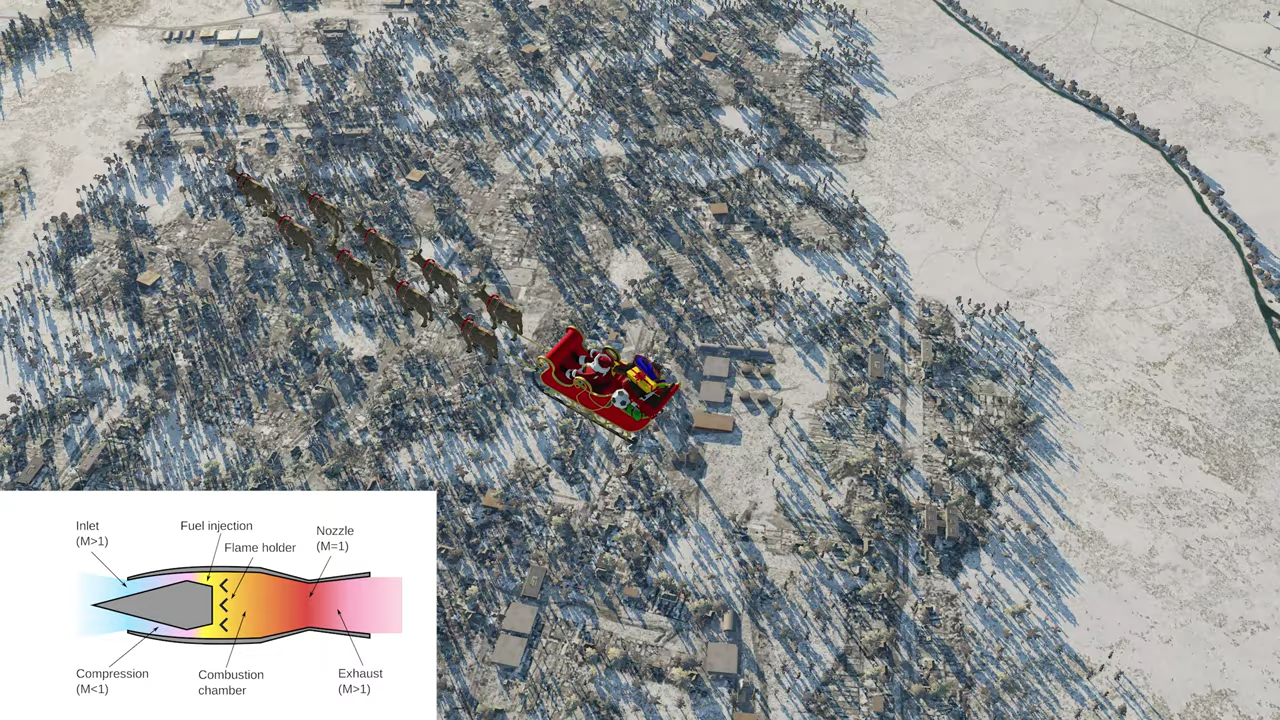 Inlet
(M>1)
Fuel injection
Flame holder
Nozzle
(M=1)
Compression
(M<1)
Combustion
chamber
Exhaust
(M>1)